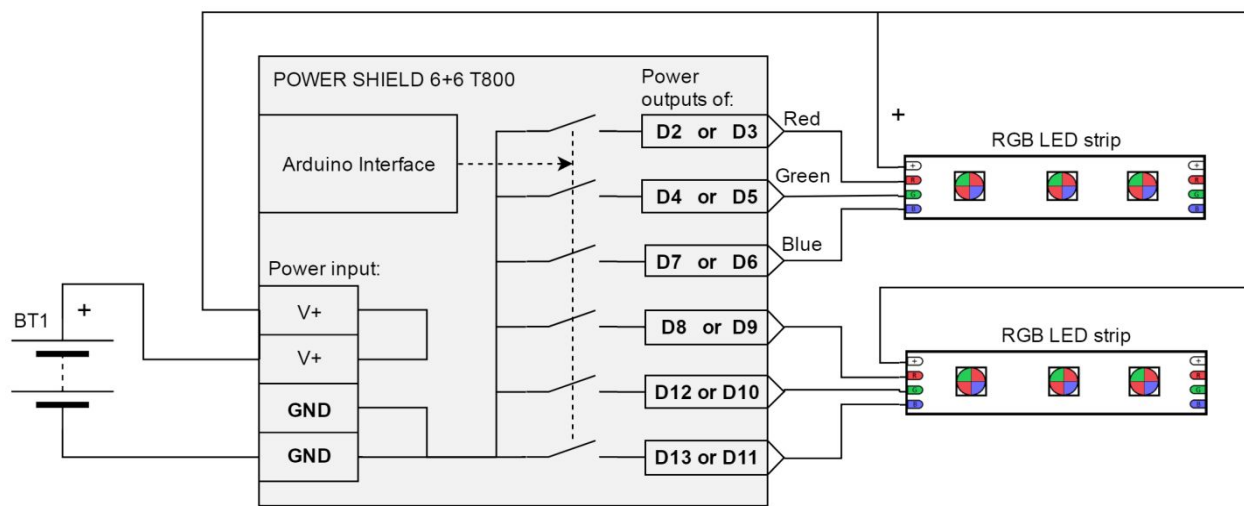 POWER SHIELD 6+6 T800
Power
outputs of:
Arduino Interface
D2 or D3
Red
+
RGB LED strip
+
R
G
B
+
R
G
B
D4 or D5
Green
D7 or D6
Blue
Power input:
BT1
+
V+
V+
GND
GND
D8 or D9
D12 or D10
D13 or D11
RGB LED strip
+
R
G
B
+
R
G
B